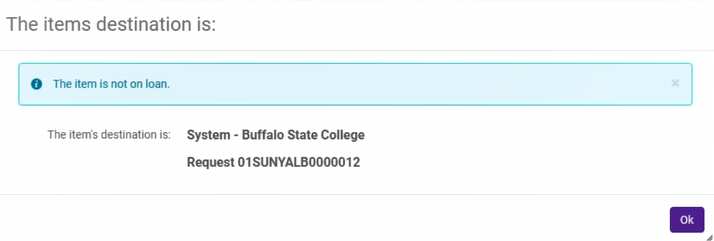 The items destination is:
The item is not on loan.
×
The item's destination is: System - Buffalo State College
Request 01SUNYALB0000012
Ok